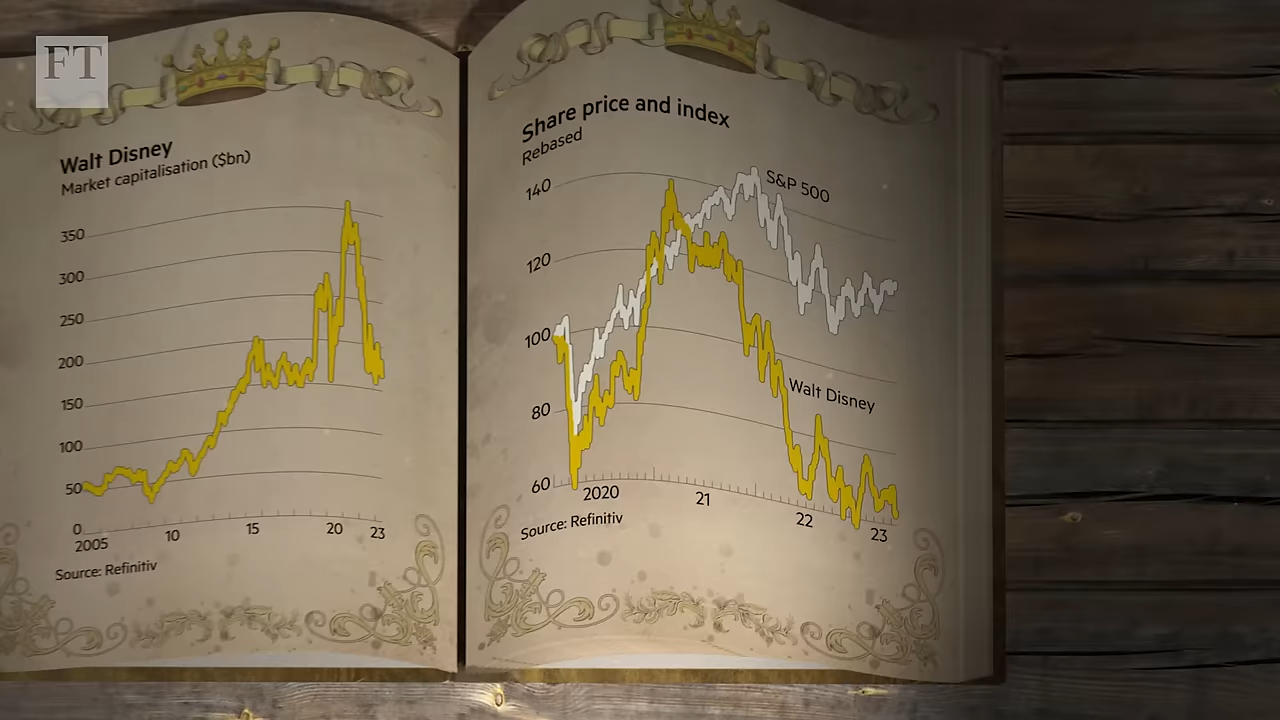 FT
Walt Disney
Market capitalisation ($bn)
350
300
250
200
150
100
50
0
2005 10 15 20 23
Source: Refinitiv
Share price and index
Rebased
140
120
100
80
60
S&P 500
Walt Disney
2020 21 22 23
Source: Refinitiv